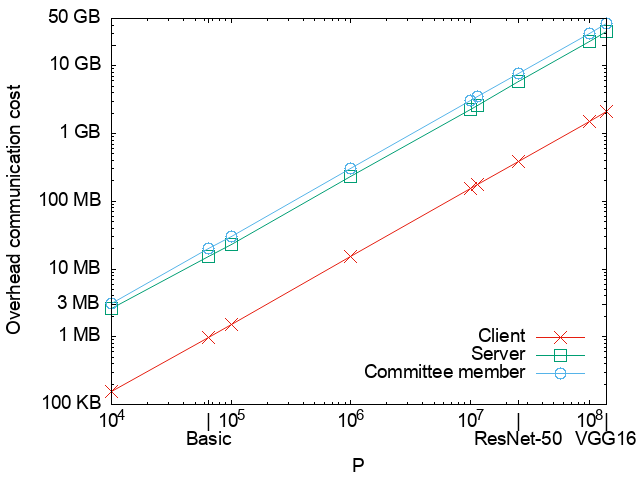 50 GB
10 GB
1 GB
100 MB
10 MB
3 MB
1 MB
100 KB
Overhead communication cost
Client
Server
Committee member
10^4 10^5 10^6 10^7 10^8
Basic ResNet-50 VGG16
P